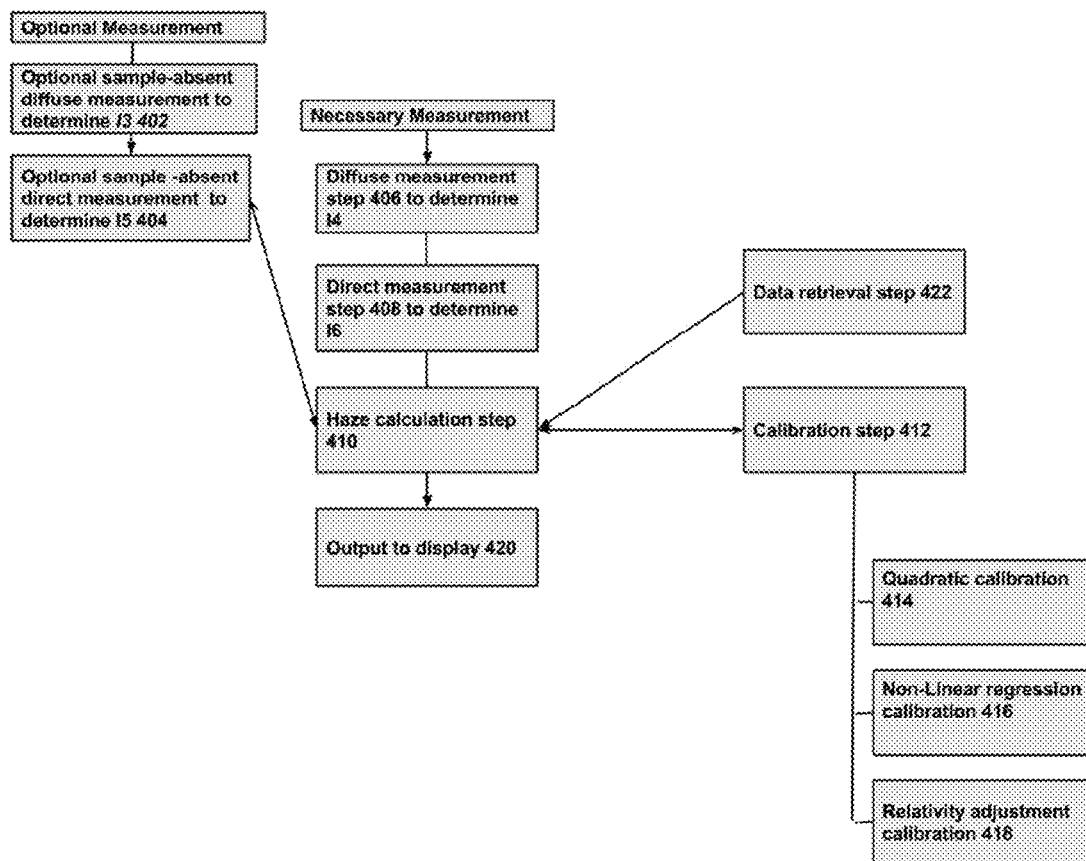 Optional Measurement
Optional sample-absent
diffuse measurement to
determine I3 402
Optional sample -absent
direct measurement to
determine I5 404
Necessary Measurement
Diffuse measurement
step 406 to determine
I4
Direct measurement
step 408 to determine
I6
Haze calculation step
410
Output to display 420
Data retrieval step 422
Calibration step 412
Quadratic calibration
414
Non-Linear regression
calibration 416
Relativity adjustment
calibration 418